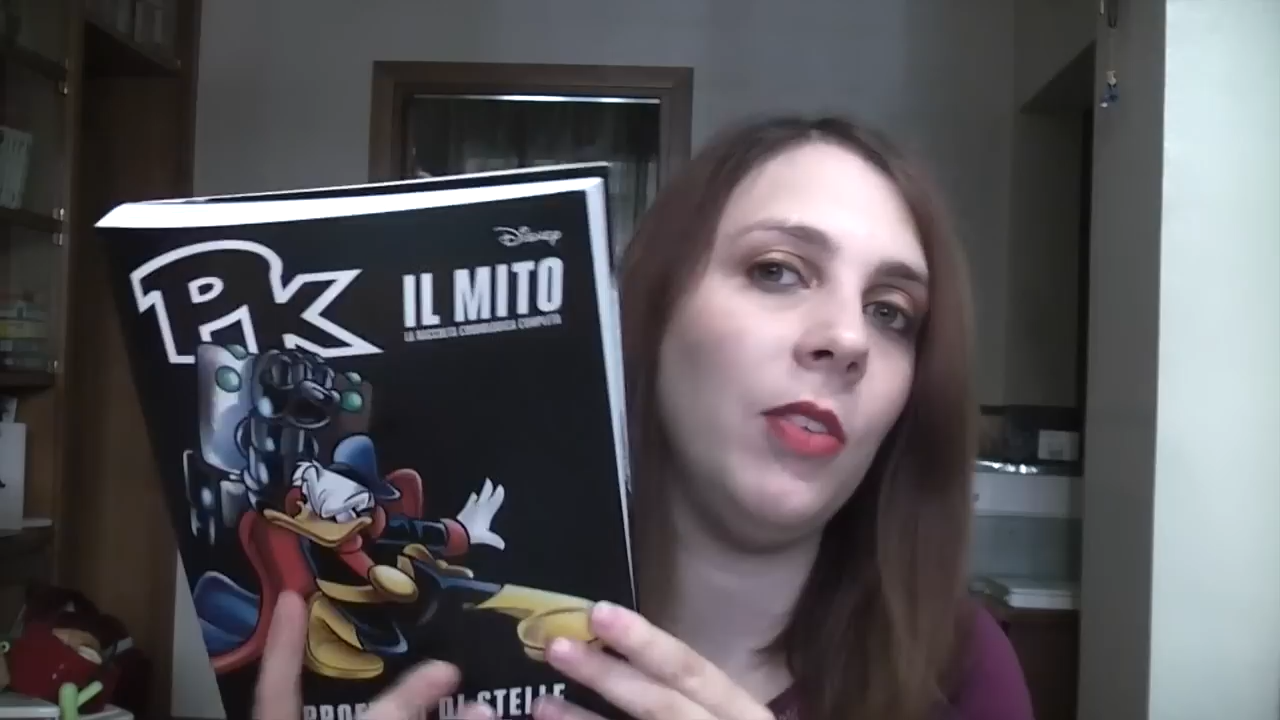 Disney
PK
IL MITO
LA RACCOLTA CRONOLOGICA COMPLETA
DI STELLE